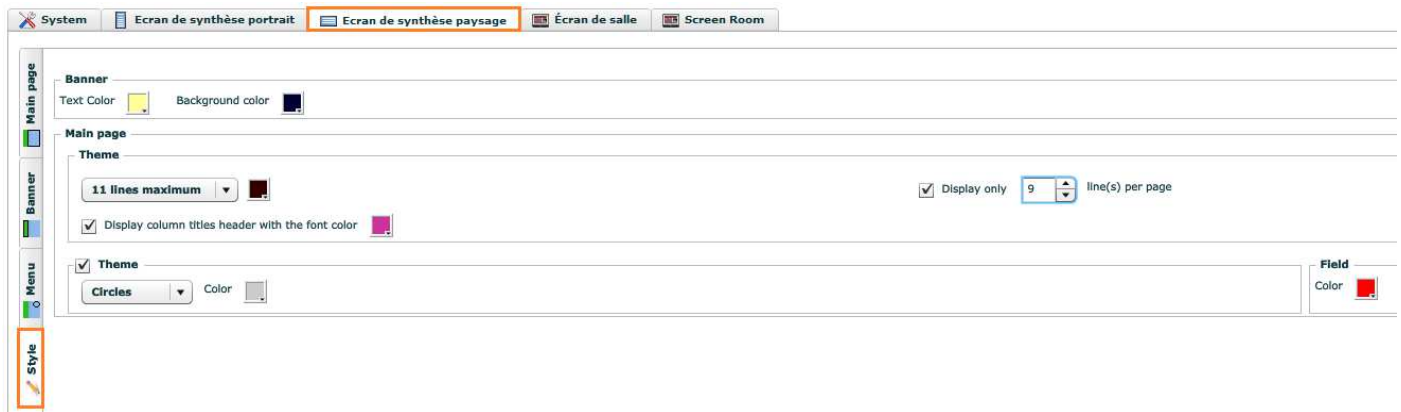 System Ecran de synthèse portrait Ecran de synthèse paysage Écran de salle Screen Room
Main page
Banner
Menu
Style
Banner
Text Color Background color
Main page
Theme
11 lines maximum Display only 9 line(s) per page
Display column titles header with the font color
Theme
Circles Color
Field
Color